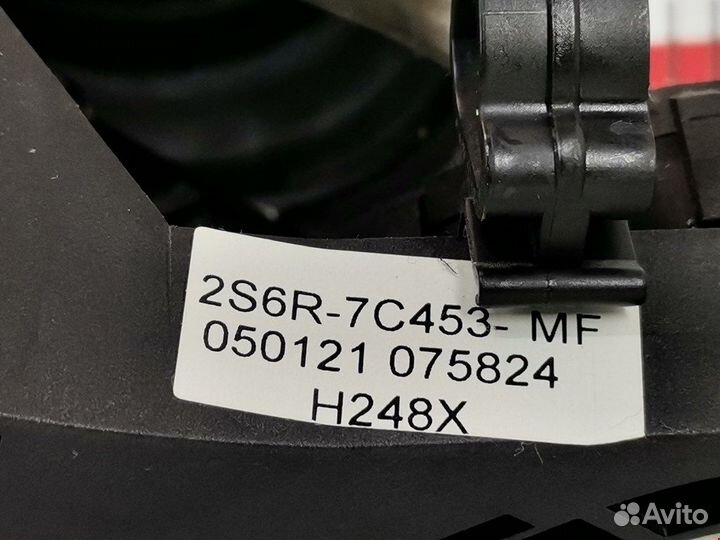 2S6R-7C453- MF
050121 075824
H248X
Avito